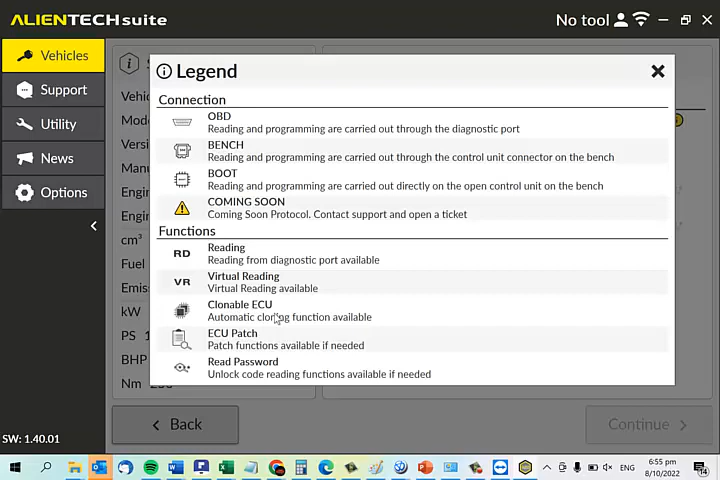 ALIENTECH suite
No tool
Vehicles
Support
Utility
News
Options
SW: 1.40.01
Legend
Connection
OBD
Reading and programming are carried out through the diagnostic port
BENCH
Reading and programming are carried out through the control unit connector on the bench
BOOT
Reading and programming are carried out directly on the open control unit on the bench
COMING SOON
Coming Soon Protocol. Contact support and open a ticket
Functions
RD
Reading
Reading from diagnostic port available
VR
Virtual Reading
Virtual Reading available
Clonable ECU
Automatic cloning function available
ECU Patch
Patch functions available if needed
Read Password
Unlock code reading functions available if needed
Vehic
Mode
Versi
Manu
Engin
Engin
cm³
Fuel
Emis
kW
PS
BHP
Nm
Back
Continue
ENG
6:55 pm
8/10/2022